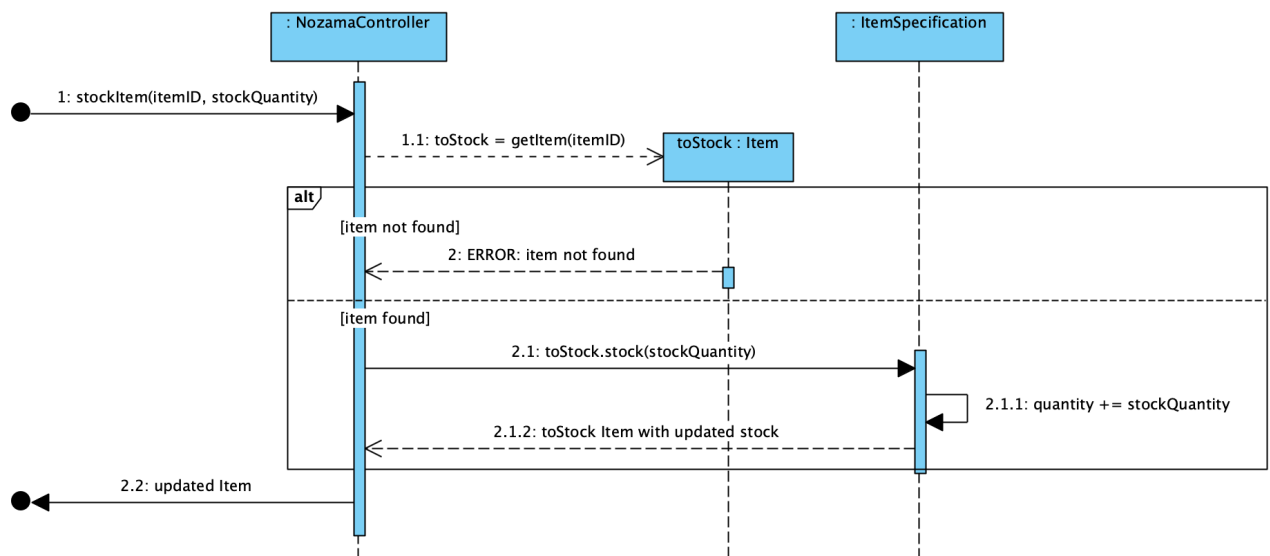 : NozamaController
: ItemSpecification
1: stockItem(itemID, stockQuantity)
1.1: toStock = getItem(itemID)
toStock : Item
alt
[item not found]
2: ERROR: item not found
[item found]
2.1: toStock.stock(stockQuantity)
2.1.1: quantity += stockQuantity
2.1.2: toStock Item with updated stock
2.2: updated Item